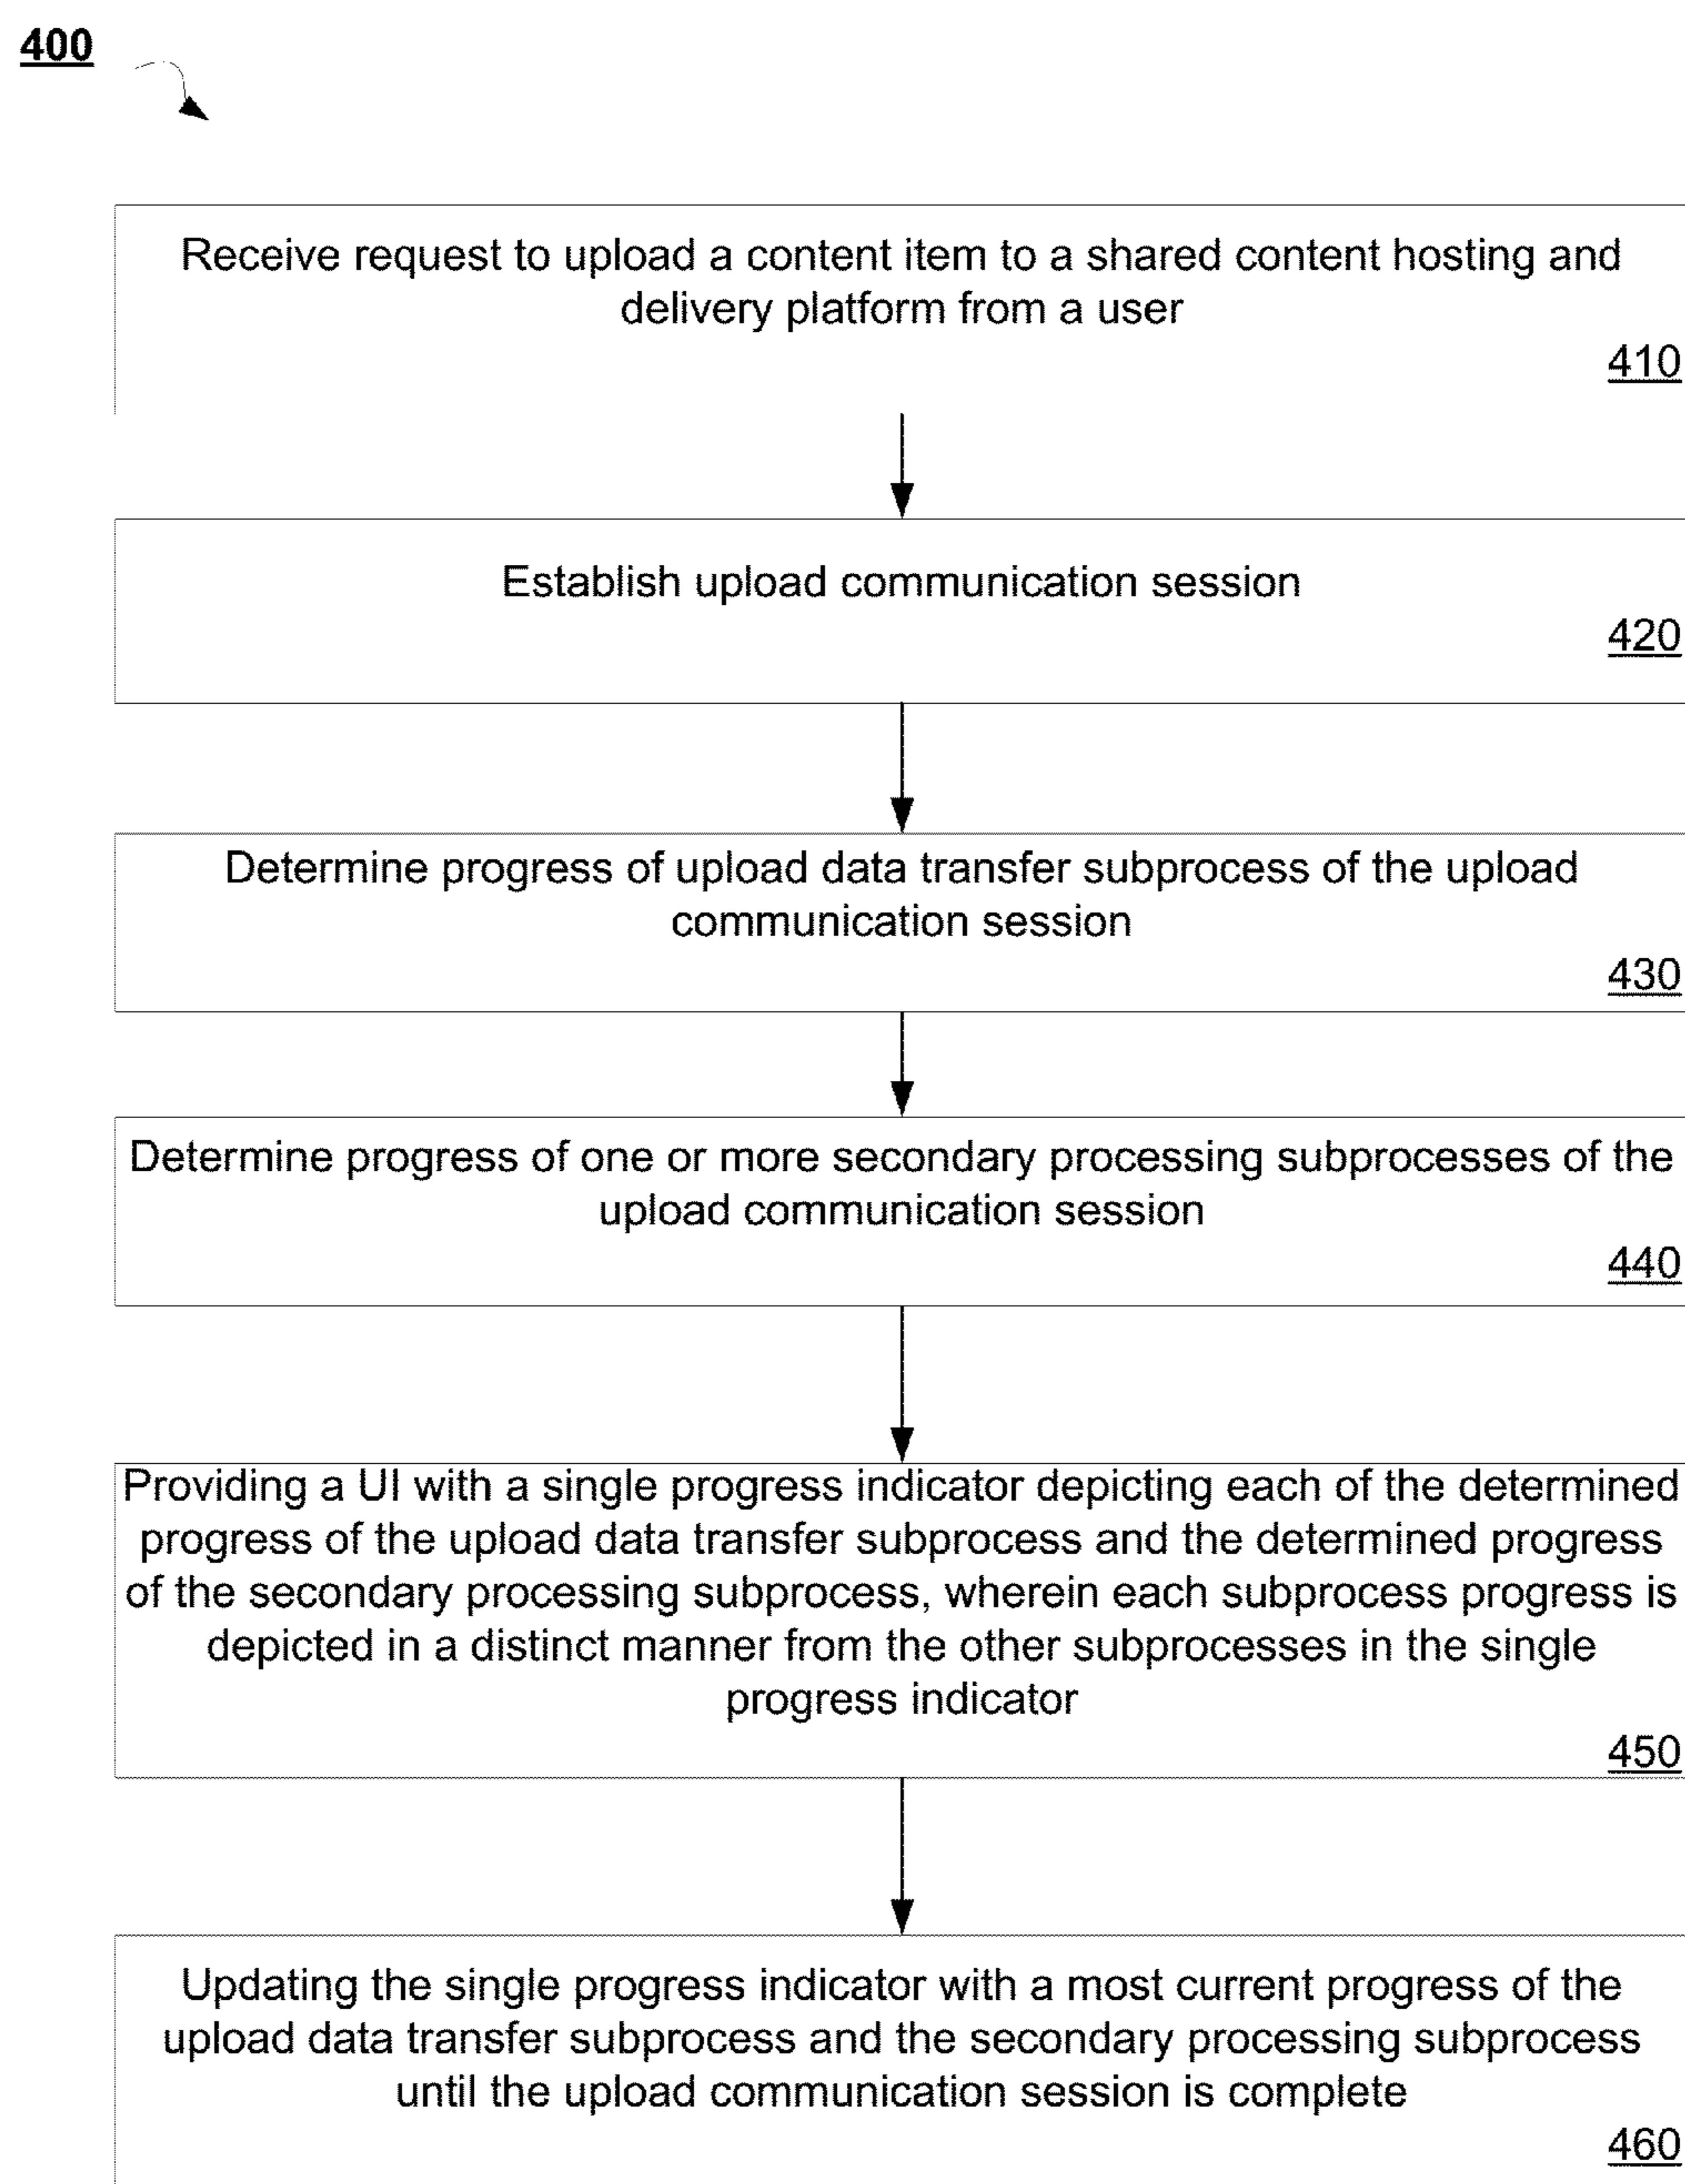 400
Receive request to upload a content item to a shared content hosting and
delivery platform from a user
410
Establish upload communication session
420
Determine progress of upload data transfer subprocess of the upload
communication session
430
Determine progress of one or more secondary processing subprocesses of the
upload communication session
440
Providing a UI with a single progress indicator depicting each of the determined
progress of the upload data transfer subprocess and the determined progress
of the secondary processing subprocess, wherein each subprocess progress is
depicted in a distinct manner from the other subprocesses in the single
progress indicator
450
Updating the single progress indicator with a most current progress of the
upload data transfer subprocess and the secondary processing subprocess
until the upload communication session is complete
460